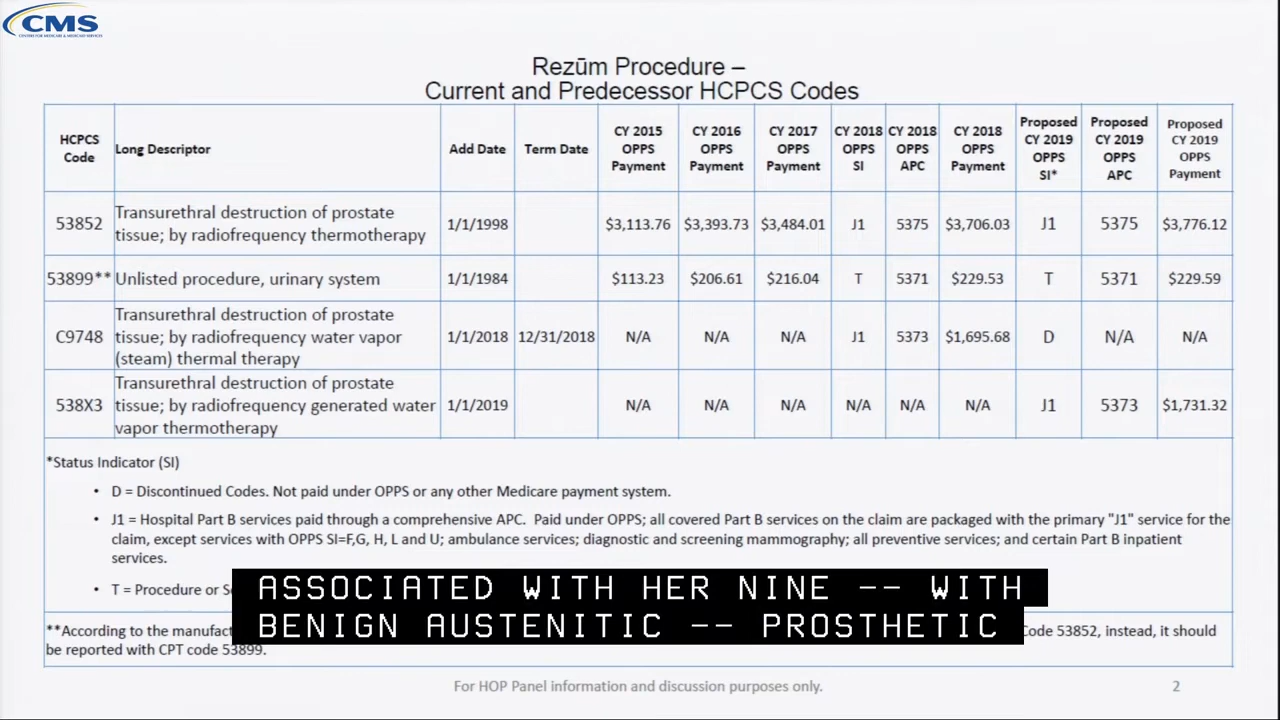 CMS
CENTERS FOR MEDICARE & MEDICAID SERVICES
Rezūm Procedure –
Current and Predecessor HCPCS Codes
HCPCS Code Long Descriptor Add Date Term Date CY 2015 OPPS Payment CY 2016 OPPS Payment CY 2017 OPPS Payment CY 2018 OPPS SI CY 2018 OPPS APC CY 2018 OPPS Payment Proposed CY 2019 OPPS SI* Proposed CY 2019 OPPS APC Proposed CY 2019 OPPS Payment
53852 Transurethral destruction of prostate tissue; by radiofrequency thermotherapy 1/1/1998 $3,113.76 $3,393.73 $3,484.01 J1 5375 $3,706.03 J1 5375 $3,776.12
53899** Unlisted procedure, urinary system 1/1/1984 $113.23 $206.61 $216.04 T 5371 $229.53 T 5371 $229.59
C9748 Transurethral destruction of prostate tissue; by radiofrequency water vapor (steam) thermal therapy 1/1/2018 12/31/2018 N/A N/A N/A J1 5373 $1,695.68 D N/A N/A
538X3 Transurethral destruction of prostate tissue; by radiofrequency generated water vapor thermotherapy 1/1/2019 N/A N/A N/A N/A N/A N/A J1 5373 $1,731.32
*Status Indicator (SI)
• D = Discontinued Codes. Not paid under OPPS or any other Medicare payment system.
• J1 = Hospital Part B services paid through a comprehensive APC. Paid under OPPS; all covered Part B services on the claim are packaged with the primary "J1" service for the
claim, except services with OPPS SI=F,G, H, L and U; ambulance services; diagnostic and screening mammography; all preventive services; and certain Part B inpatient
services.
• T = Procedure or
ASSOCIATED WITH HER NINE -- WITH
BENIGN AUSTENITIC -- PROSTHETIC
**According to the Code 53852, instead, it should
be reported with CPT code 53899.
For HOP Panel information and discussion purposes only. 2